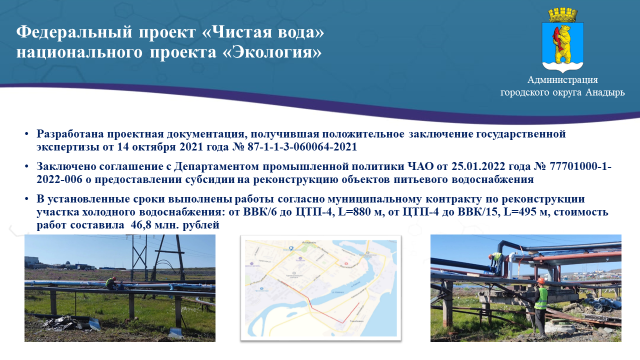 Федеральный проект «Чистая вода»
национального проекта «Экология»
Администрация
городского округа Анадырь
• Разработана проектная документация, получившая положительное заключение государственной
экспертизы от 14 октября 2021 года № 87-1-1-3-060064-2021
• Заключено соглашение с Департаментом промышленной политики ЧАО от 25.01.2022 года № 77701000-1-
2022-006 о предоставлении субсидии на реконструкцию объектов питьевого водоснабжения
• В установленные сроки выполнены работы согласно муниципальному контракту по реконструкции
участка холодного водоснабжения: от ВВК/6 до ЦТП-4, L=880 м, от ЦТП-4 до ВВК/15, L=495 м, стоимость
работ составила 46,8 млн. рублей